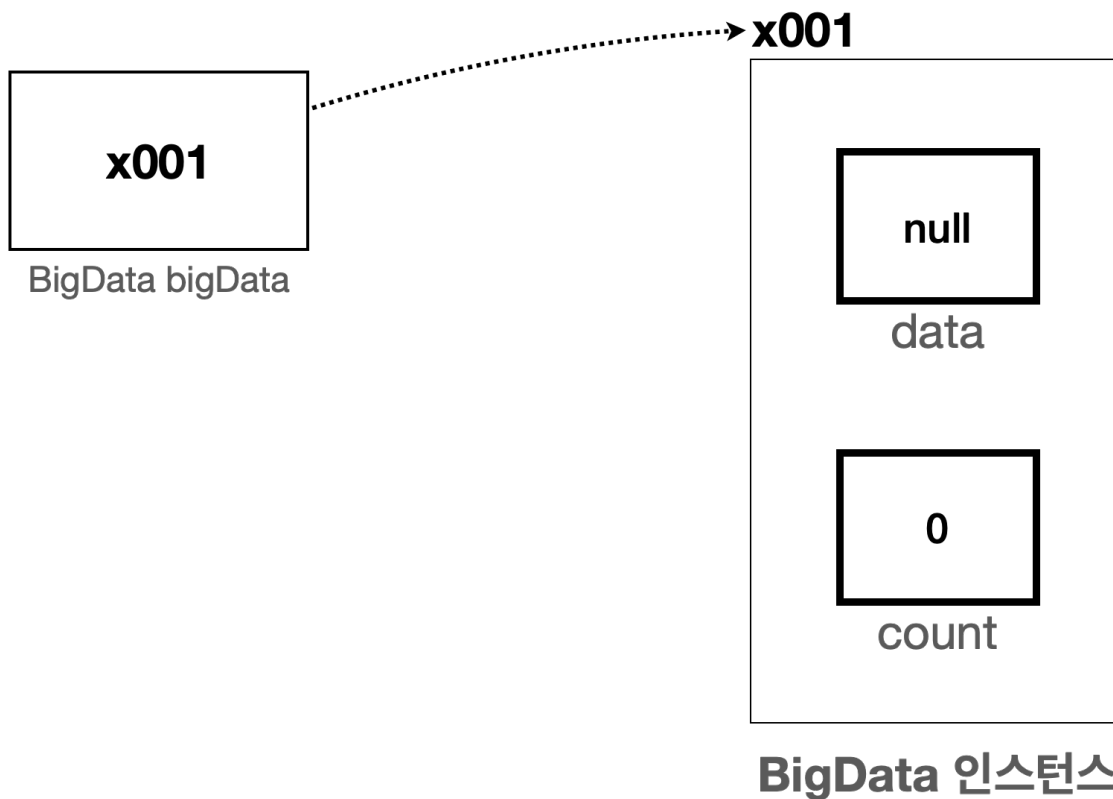 x001
x001
BigData bigData
null
data
0
count
BigData 인스턴스